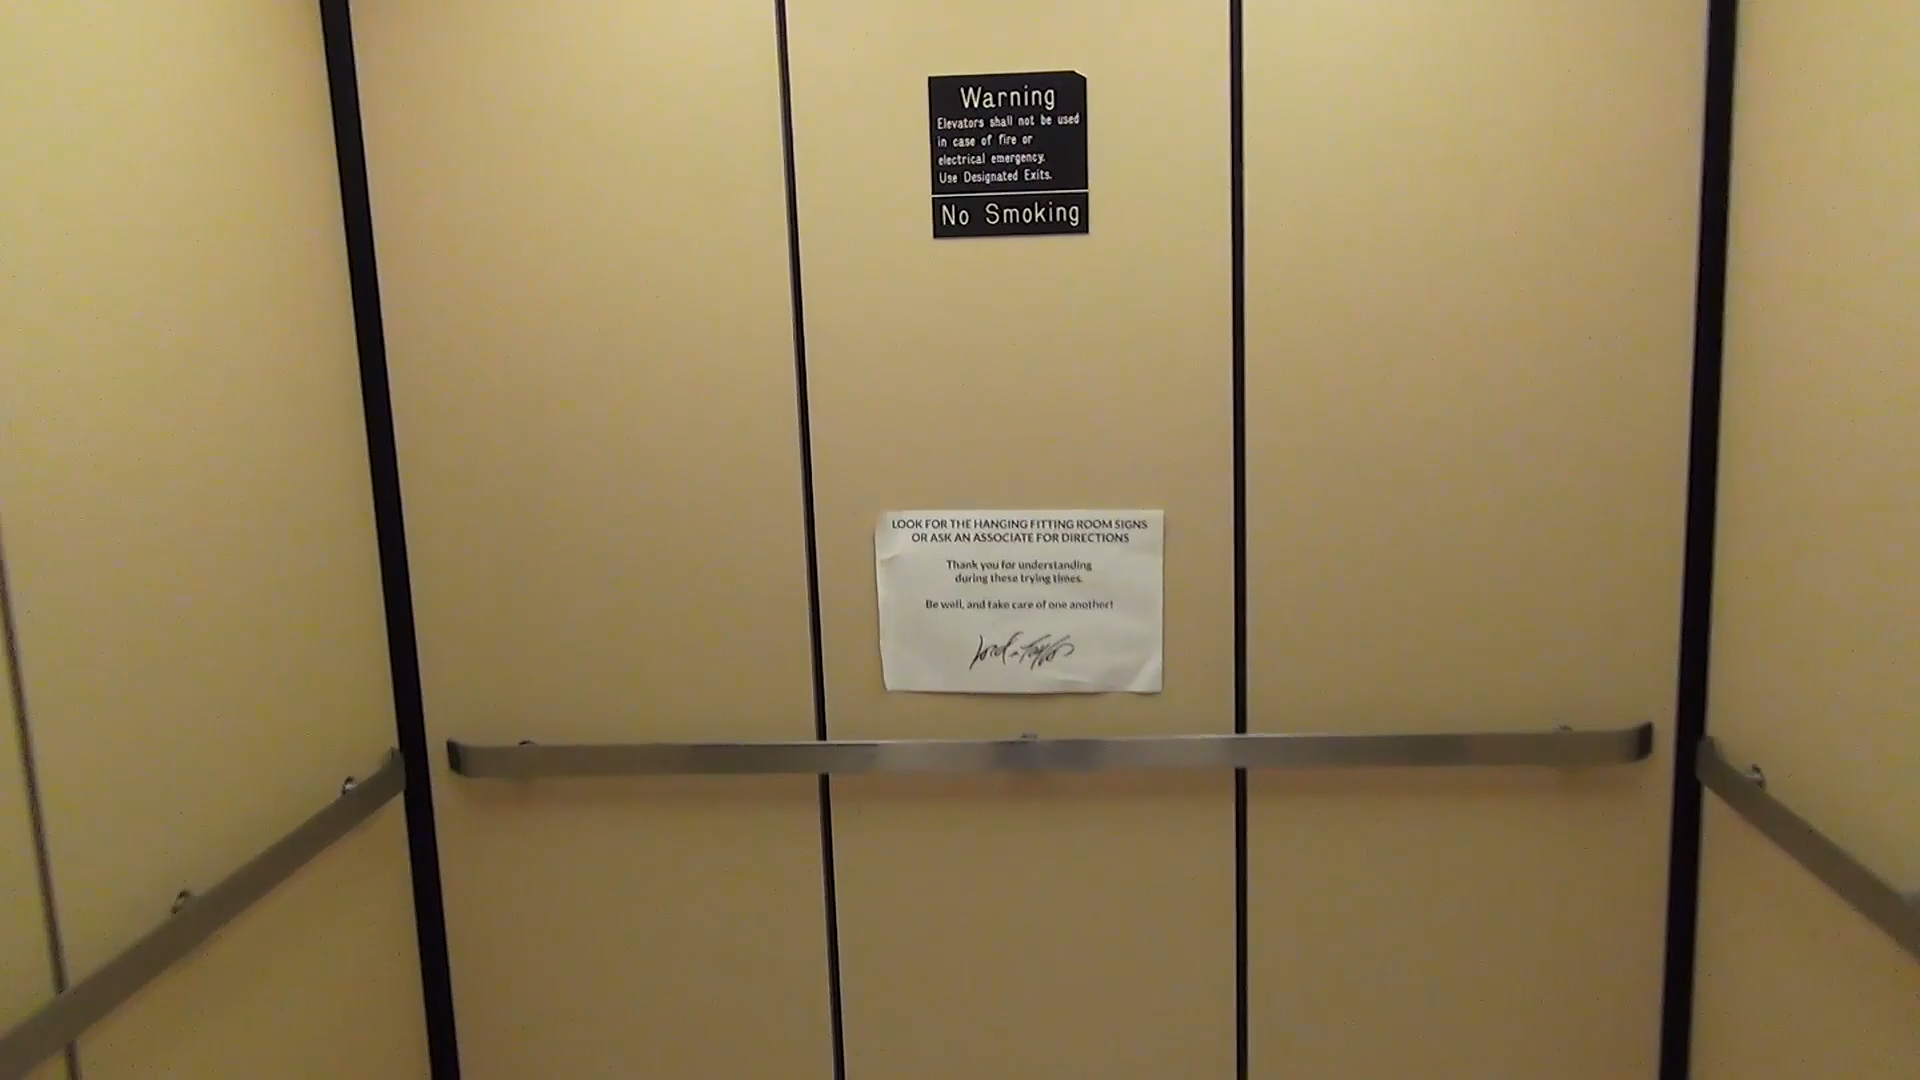 Warning
Elevators shall not be used
in case of fire or
electrical emergency.
Use Designated Exits.
No Smoking
LOOK FOR THE HANGING FITTING ROOM SIGNS
OR ASK AN ASSOCIATE FOR DIRECTIONS
Thank you for understanding
during these trying times.
Be well, and take care of one another!
Lord & Taylor